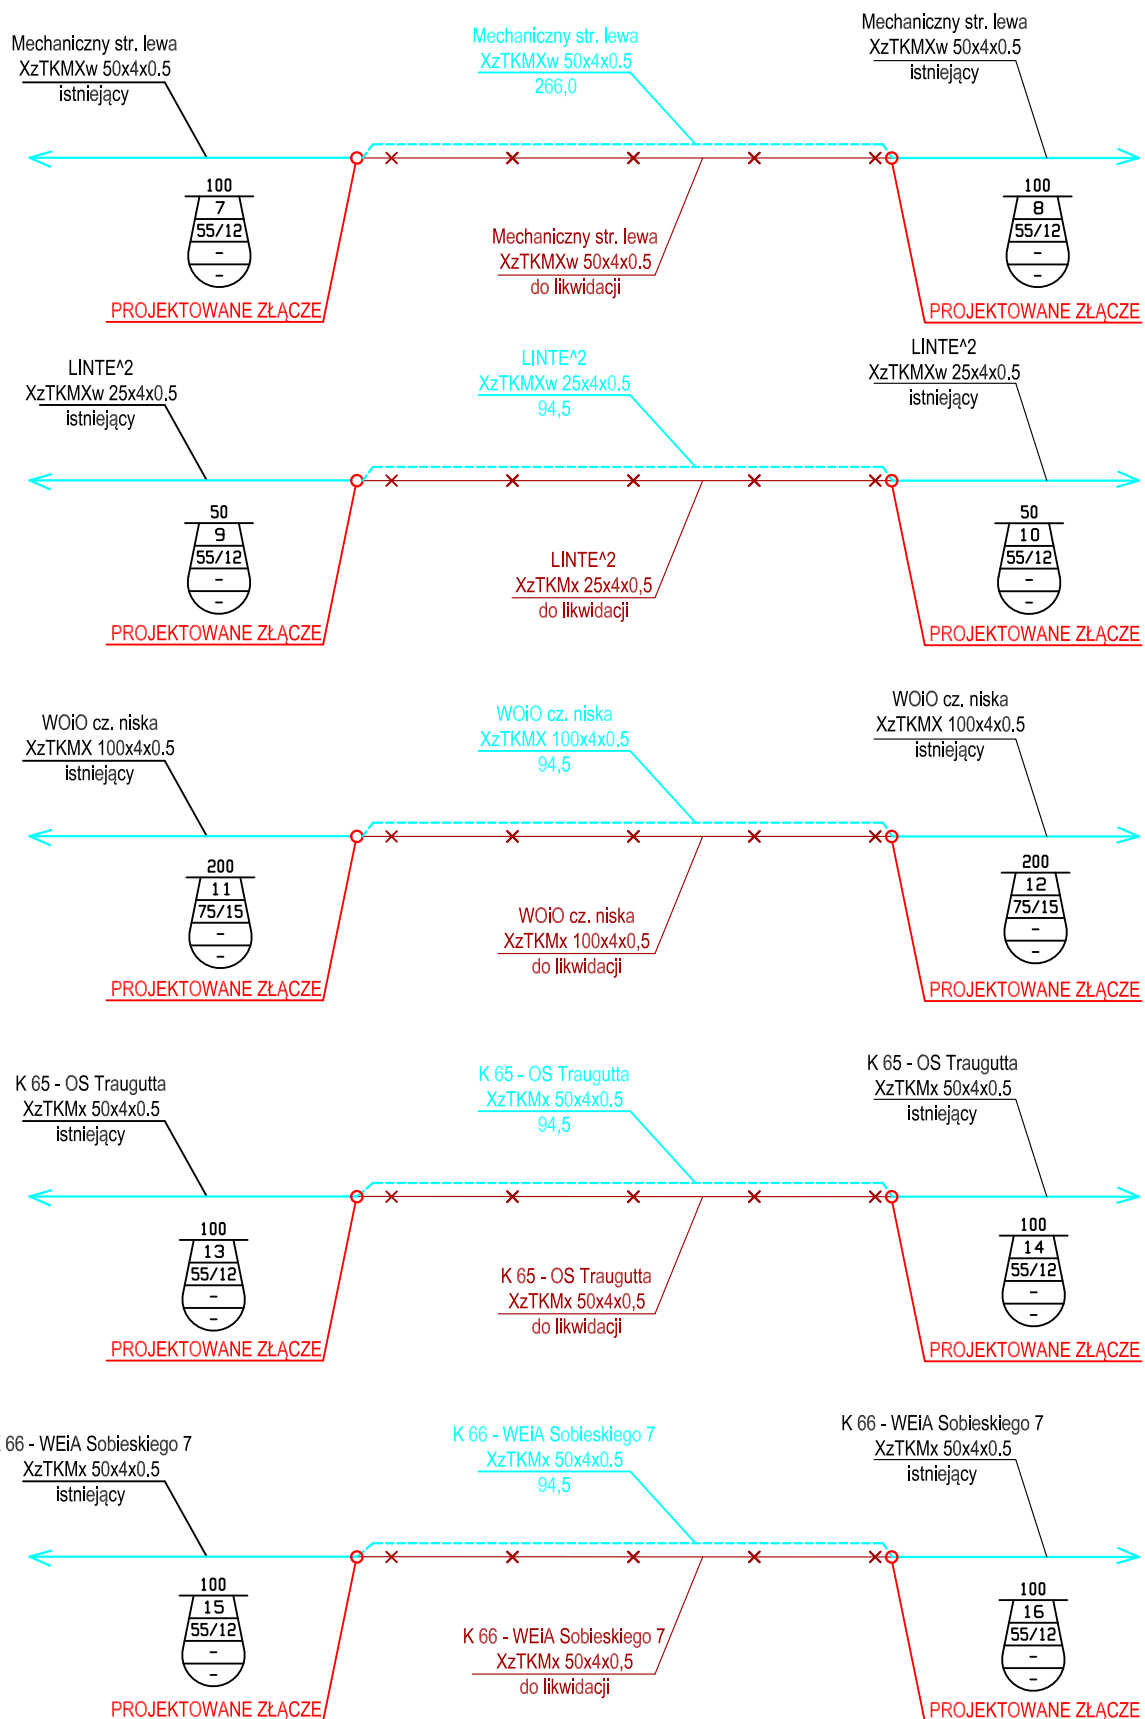 Mechaniczny str. lewa
XzTKMXw 50x4x0.5
istniejący
Mechaniczny str. lewa
XzTKMXw 50x4x0.5
266,0
Mechaniczny str. lewa
XzTKMXw 50x4x0.5
istniejący
100
7
55/12
-
-
Mechaniczny str. lewa
XzTKMXw 50x4x0.5
do likwidacji
100
8
55/12
-
-
PROJEKTOWANE ZŁĄCZE
PROJEKTOWANE ZŁĄCZE
LINTE^2
XzTKMXw 25x4x0,5
istniejący
LINTE^2
XzTKMXw 25x4x0,5
94,5
LINTE^2
XzTKMXw 25x4x0,5
istniejący
50
9
55/12
-
-
LINTE^2
XzTKMx 25x4x0,5
do likwidacji
50
10
55/12
-
-
PROJEKTOWANE ZŁĄCZE
PROJEKTOWANE ZŁĄCZE
WOiO cz. niska
XzTKMX 100x4x0.5
istniejący
WOiO cz. niska
XzTKMX 100x4x0,5
94,5
WOiO cz. niska
XzTKMX 100x4x0.5
istniejący
200
11
75/15
-
-
WOiO cz. niska
XzTKMx 100x4x0,5
do likwidacji
200
12
75/15
-
-
PROJEKTOWANE ZŁĄCZE
PROJEKTOWANE ZŁĄCZE
K 65 - OS Traugutta
XzTKMx 50x4x0.5
istniejący
K 65 - OS Traugutta
XzTKMx 50x4x0.5
94,5
K 65 - OS Traugutta
XzTKMx 50x4x0.5
istniejący
100
13
55/12
-
-
K 65 - OS Traugutta
XzTKMx 50x4x0,5
do likwidacji
100
14
55/12
-
-
PROJEKTOWANE ZŁĄCZE
PROJEKTOWANE ZŁĄCZE
66 - WEiA Sobieskiego 7
XzTKMx 50x4x0.5
istniejący
K 66 - WEiA Sobieskiego 7
XzTKMx 50x4x0.5
94,5
K 66 - WEiA Sobieskiego 7
XzTKMx 50x4x0.5
istniejący
100
15
55/12
-
-
K 66 - WEiA Sobieskiego 7
XzTKMx 50x4x0,5
do likwidacji
100
16
55/12
-
-
PROJEKTOWANE ZŁĄCZE
PROJEKTOWANE ZŁĄCZE